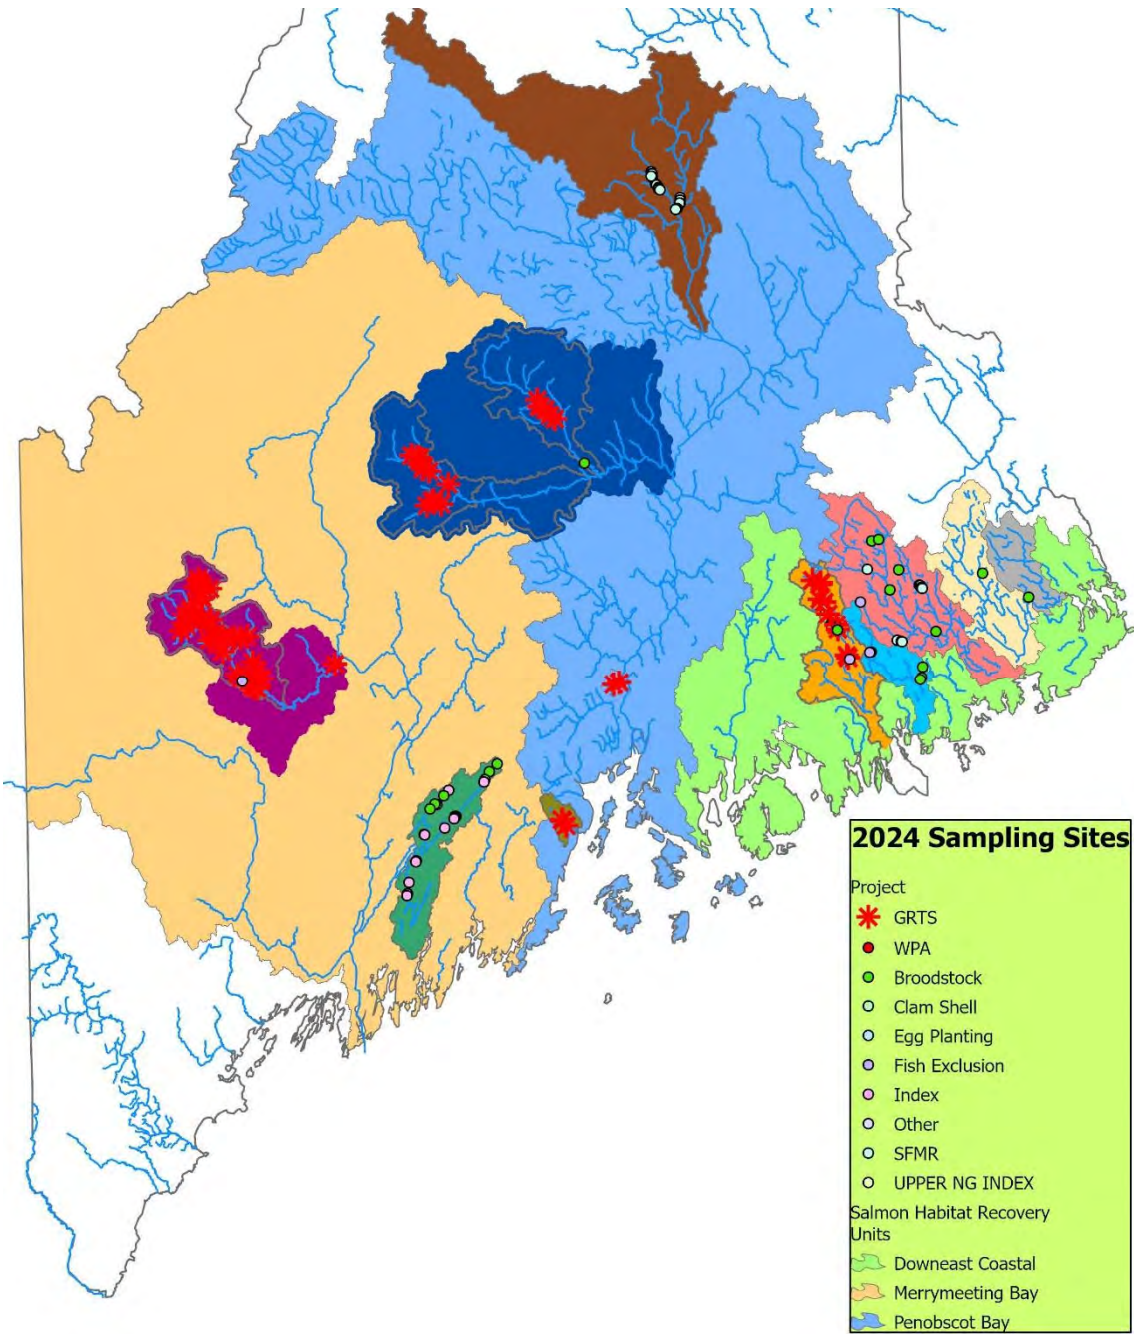 2024 Sampling Sites
Project
GRTS
WPA
Broodstock
Clam Shell
Egg Planting
Fish Exclusion
Index
Other
SFMR
UPPER NG INDEX
Salmon Habitat Recovery
Units
Downeast Coastal
Merrymeeting Bay
Penobscot Bay